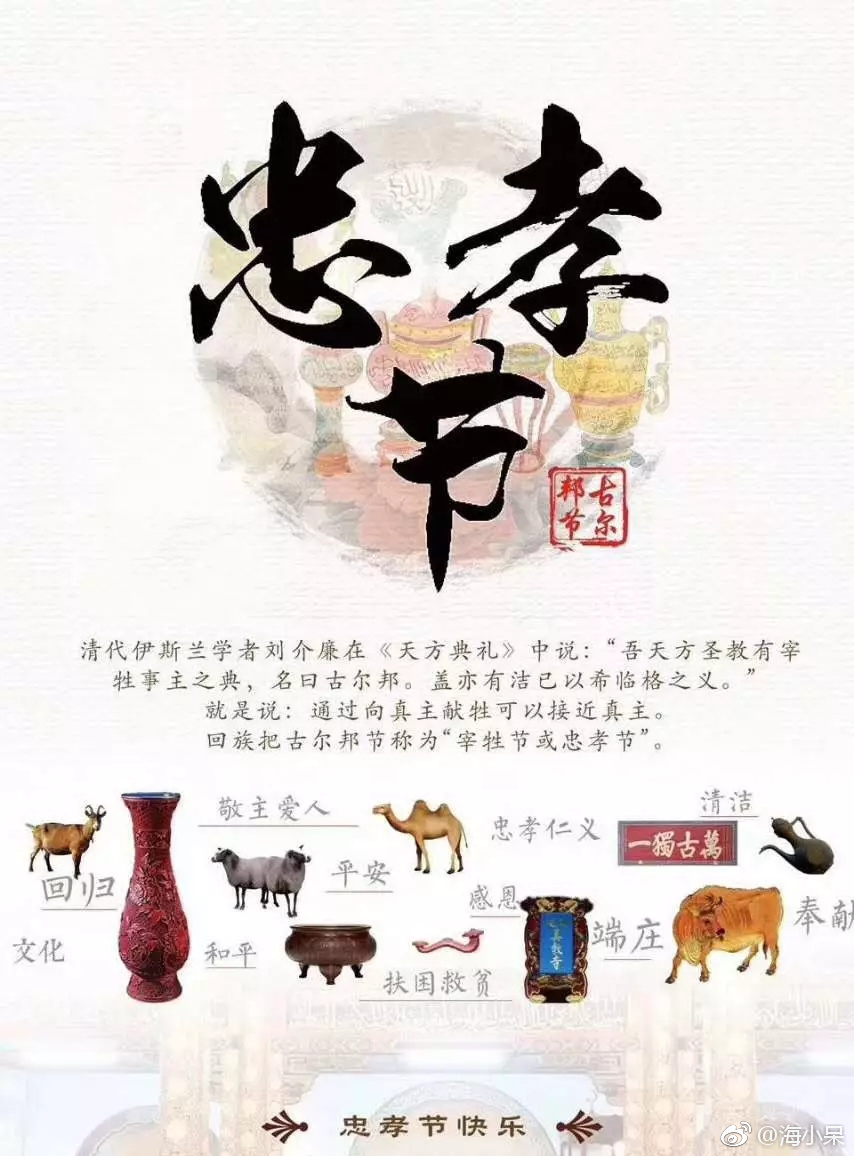 忠孝
节
古尔
邦节
清代伊斯兰学者刘介廉在《天方典礼》中说：“吾天方圣教有宰
牲事主之典，名曰古尔邦。盖亦有洁已以希临格之义。”
就是说：通过向真主献牲可以接近真主。
回族把古尔邦节称为“宰牲节或忠孝节”。
敬主爱人
忠孝仁义
清洁
一獨古萬
回归
平安
感恩
奉献
文化
和平
扶困救贫
端庄
忠孝节快乐
@海小呆